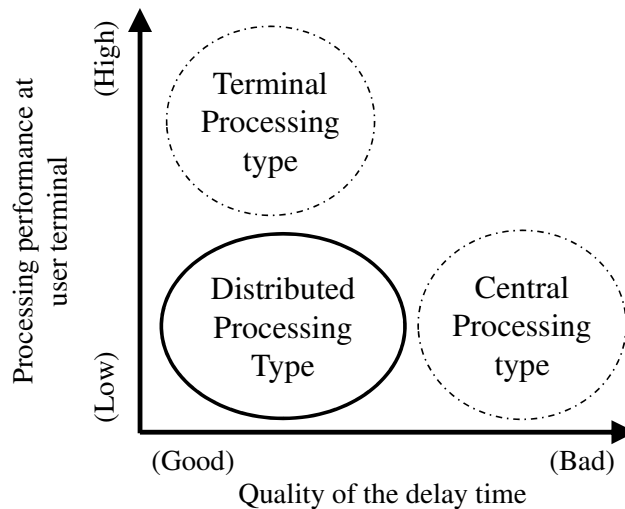 Processing performance at
user terminal
(High)
(Low)
Terminal
Processing
type
Distributed
Processing
Type
Central
Processing
type
(Good)
(Bad)
Quality of the delay time